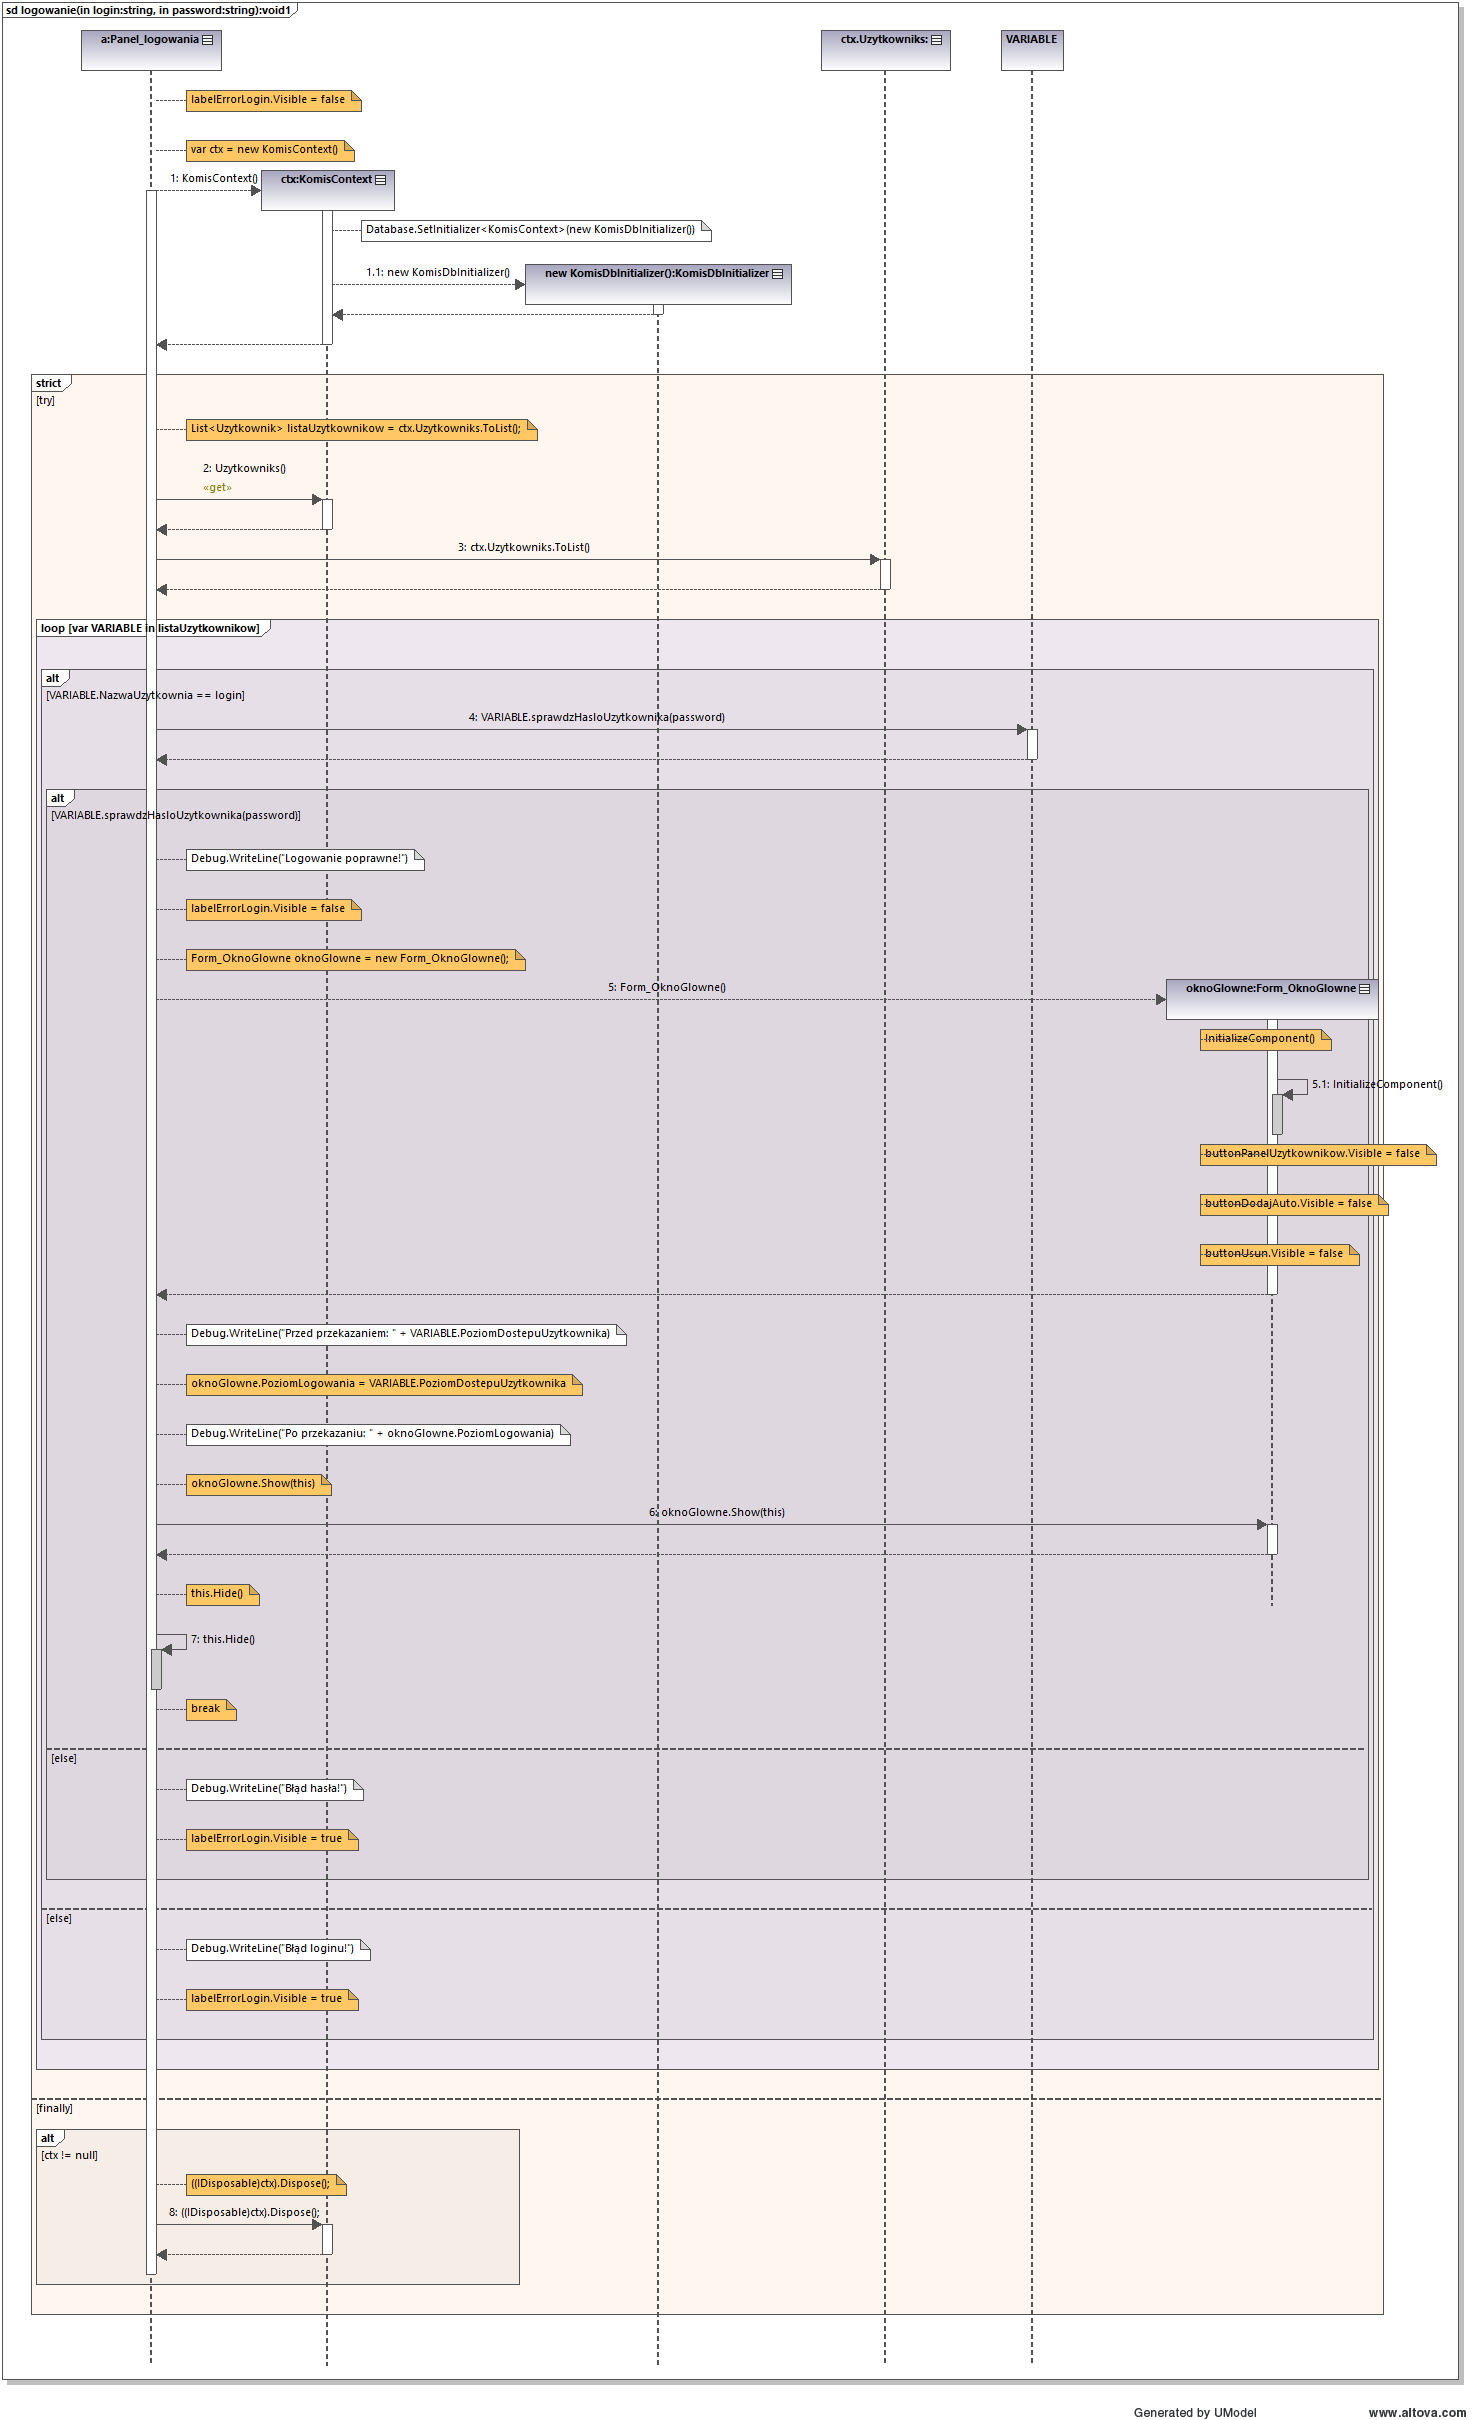 sd logowanie(in login:string, in password:string):void1
a:Panel_logowania
ctx.Uzytkowniks:
VARIABLE
labelErrorLogin.Visible = false
var ctx = new KomisContext()
1: KomisContext()
ctx:KomisContext
Database.SetInitializer<KomisContext>(new KomisDbInitializer())
1.1: new KomisDbInitializer()
new KomisDbInitializer():KomisDbInitializer
strict
[try]
List<Uzytkownik> listaUzytkownikow = ctx.Uzytkowniks.ToList();
2: Uzytkowniks()
«get»
3: ctx.Uzytkowniks.ToList()
loop [var VARIABLE in listaUzytkownikow]
alt
[VARIABLE.NazwaUzytkownia == login]
4: VARIABLE.sprawdzHasloUzytkownika(password)
alt
[VARIABLE.sprawdzHasloUzytkownika(password)]
Debug.WriteLine("Logowanie poprawne!")
labelErrorLogin.Visible = false
Form_OknoGlowne oknoGlowne = new Form_OknoGlowne();
5: Form_OknoGlowne()
oknoGlowne:Form_OknoGlowne
InitializeComponent()
5.1: InitializeComponent()
buttonPanelUzytkownikow.Visible = false
buttonDodajAuto.Visible = false
buttonUsun.Visible = false
Debug.WriteLine("Przed przekazaniem: " + VARIABLE.PoziomDostepuUzytkownika)
oknoGlowne.PoziomLogowania = VARIABLE.PoziomDostepuUzytkownika
Debug.WriteLine("Po przekazaniu: " + oknoGlowne.PoziomLogowania)
oknoGlowne.Show(this)
6: oknoGlowne.Show(this)
this.Hide()
7: this.Hide()
break
[else]
Debug.WriteLine("Błąd hasła!")
labelErrorLogin.Visible = true
[else]
Debug.WriteLine("Błąd loginu!")
labelErrorLogin.Visible = true
[finally]
alt
[ctx != null]
((IDisposable)ctx).Dispose();
8: ((IDisposable)ctx).Dispose();
Generated by UModel
www.altova.com